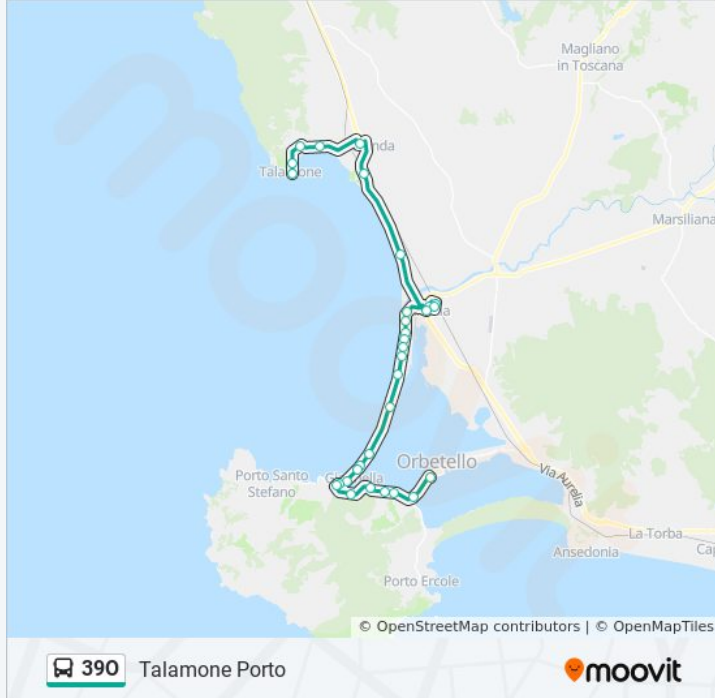 Magliano
in Toscana
Talamone
Marsiliana
Orbetello
Porto Santo
Stefano
Via Aurelia
La Torba
Ansedonia
Porto Ercole
© OpenStreetMap contributors | © OpenMapTiles
390 Talamone Porto
moovit